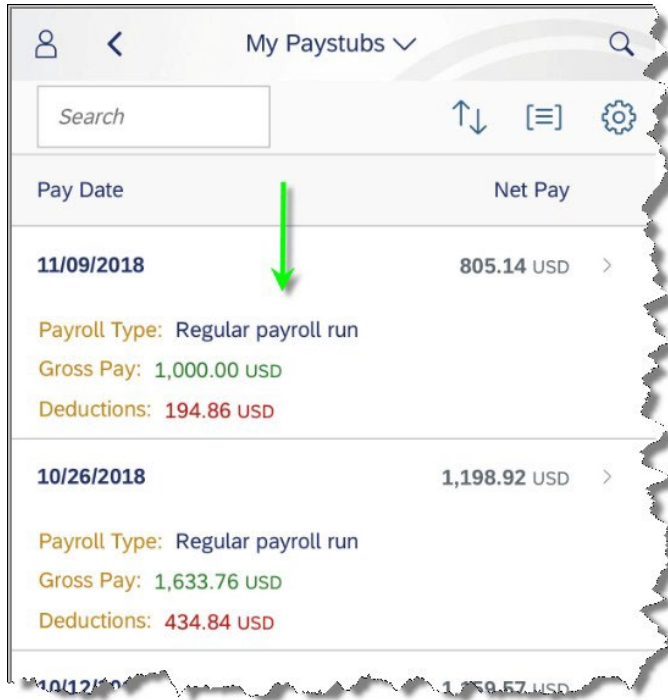 My Paystubs
Search
Pay Date Net Pay
11/09/2018 805.14 USD
Payroll Type: Regular payroll run
Gross Pay: 1,000.00 USD
Deductions: 194.86 USD
10/26/2018 1,198.92 USD
Payroll Type: Regular payroll run
Gross Pay: 1,633.76 USD
Deductions: 434.84 USD
USD